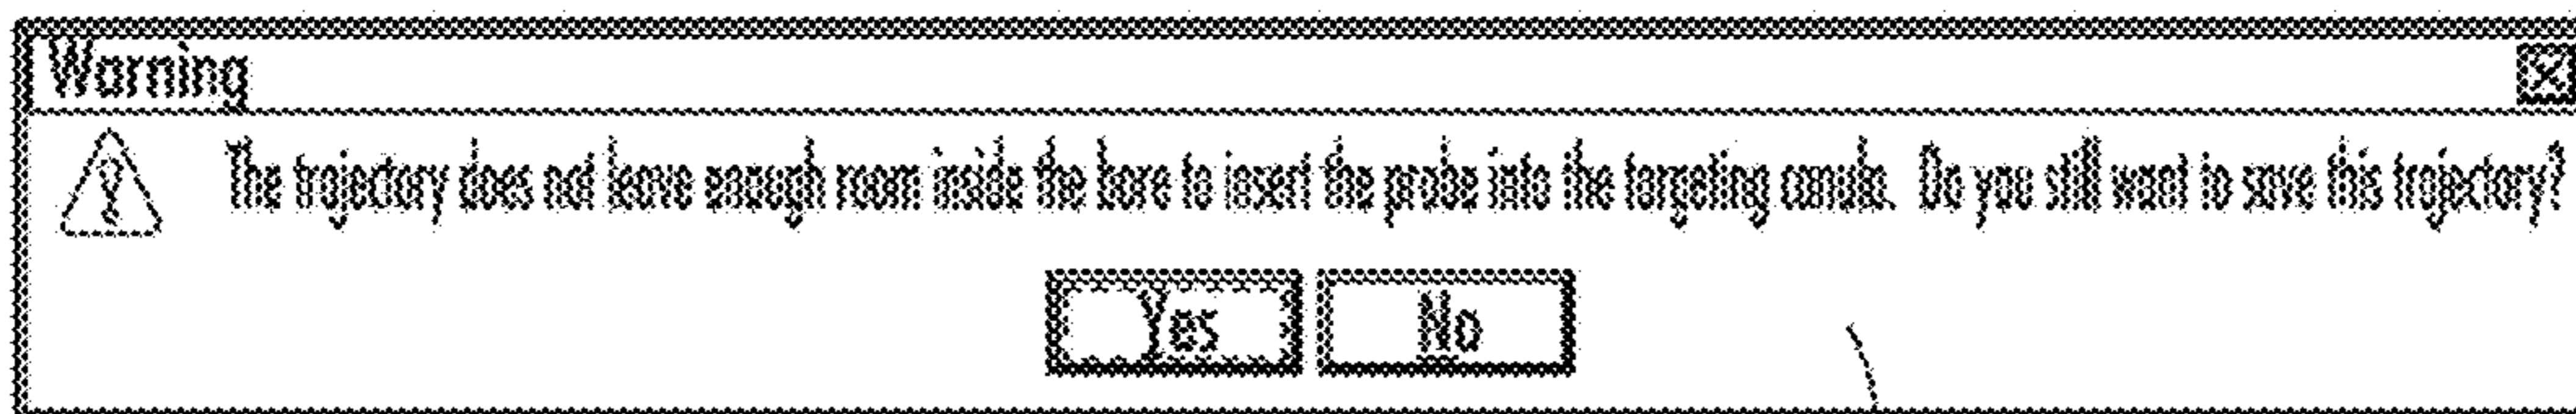 Warning
The trajectory does not leave enough room inside the bore to insert the probe into the targeting canula. Do you still want to save this trajectory?
Yes No